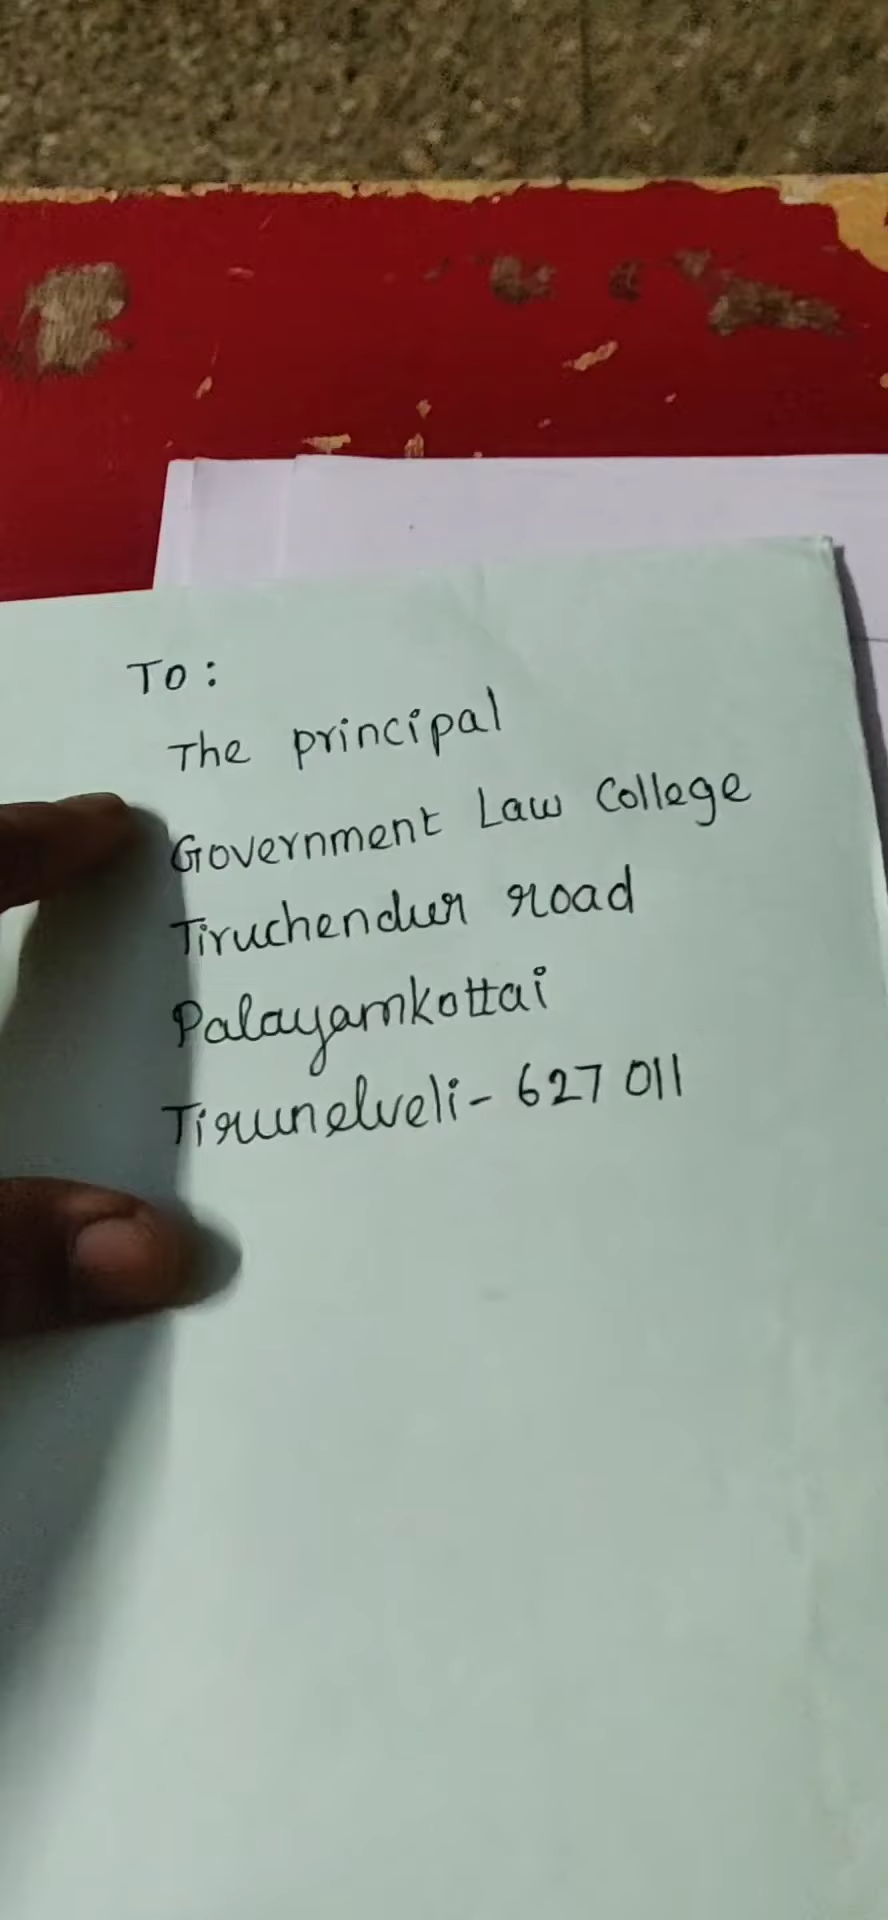 To :
The principal
Government Law College
Tiruchendur road
Palayamkottai
Tirunelveli- 627 011